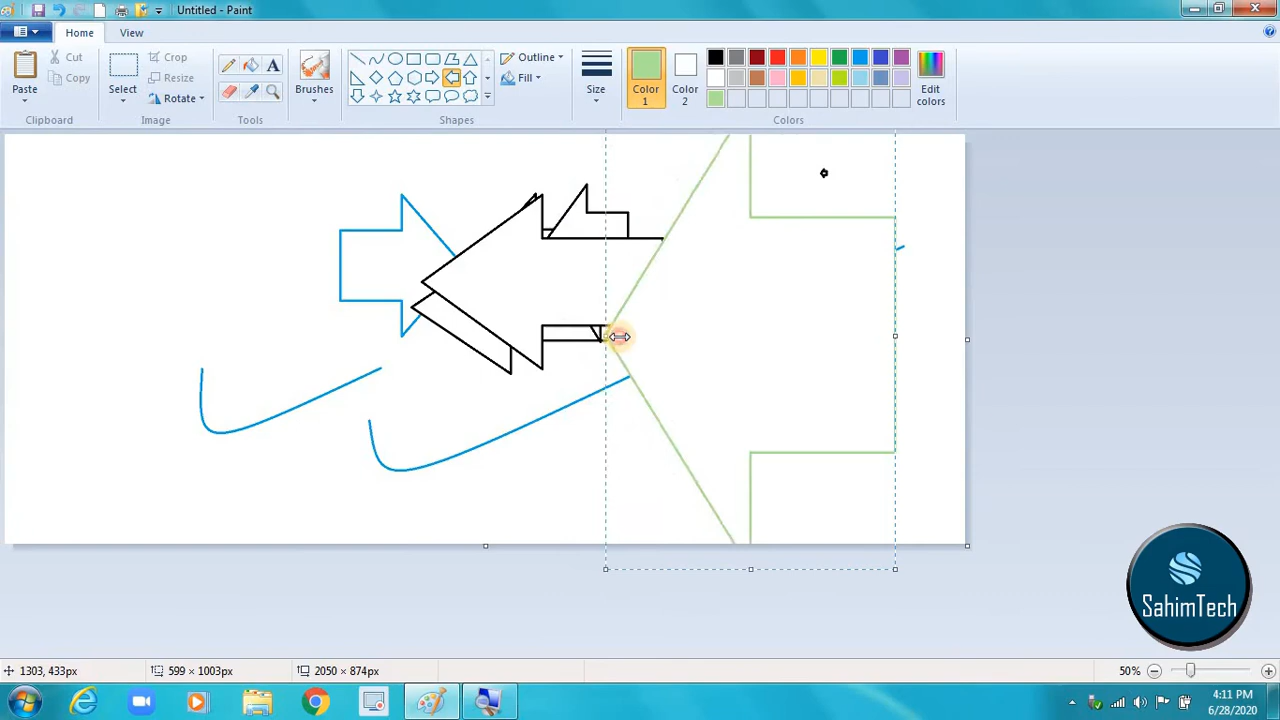 Untitled - Paint
Home View
Paste
Cut
Copy
Clipboard
Select
Crop
Resize
Rotate
Image
A
Tools
Brushes
Outline
Fill
Shapes
Size
Color
1
Color
2
Edit
colors
Colors
SahimTech
1303, 433px
599 × 1003px
2050 × 874px
50%
4:11 PM
6/28/2020